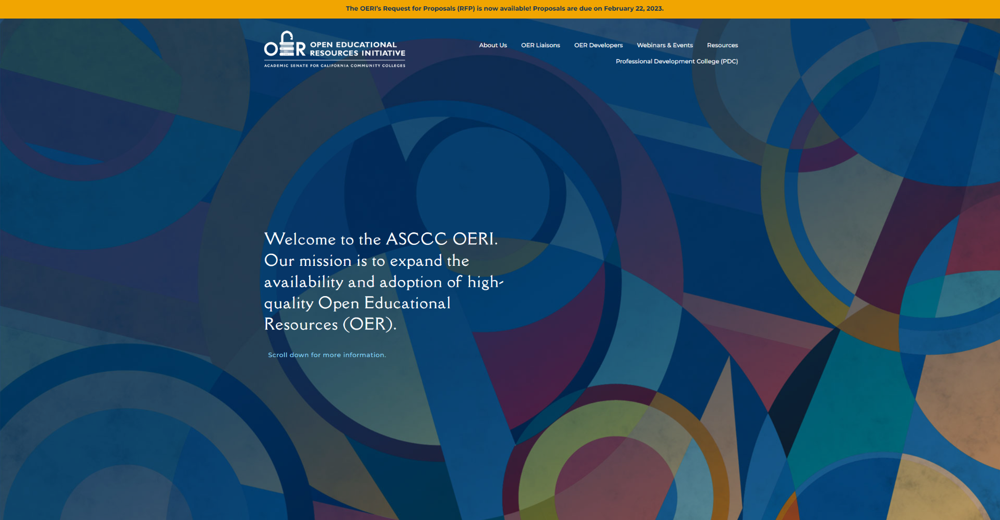 The OERI's Request for Proposals (RFP) is now available! Proposals are due on February 22, 2023.
OER OPEN EDUCATIONAL
RESOURCES INITIATIVE
ACADEMIC SENATE FOR CALIFORNIA COMMUNITY COLLEGES
About Us OER Liaisons OER Developers Webinars & Events Resources
Professional Development College (PDC)
Welcome to the ASCCC OERI.
Our mission is to expand the
availability and adoption of high-
quality Open Educational
Resources (OER).
Scroll down for more information.